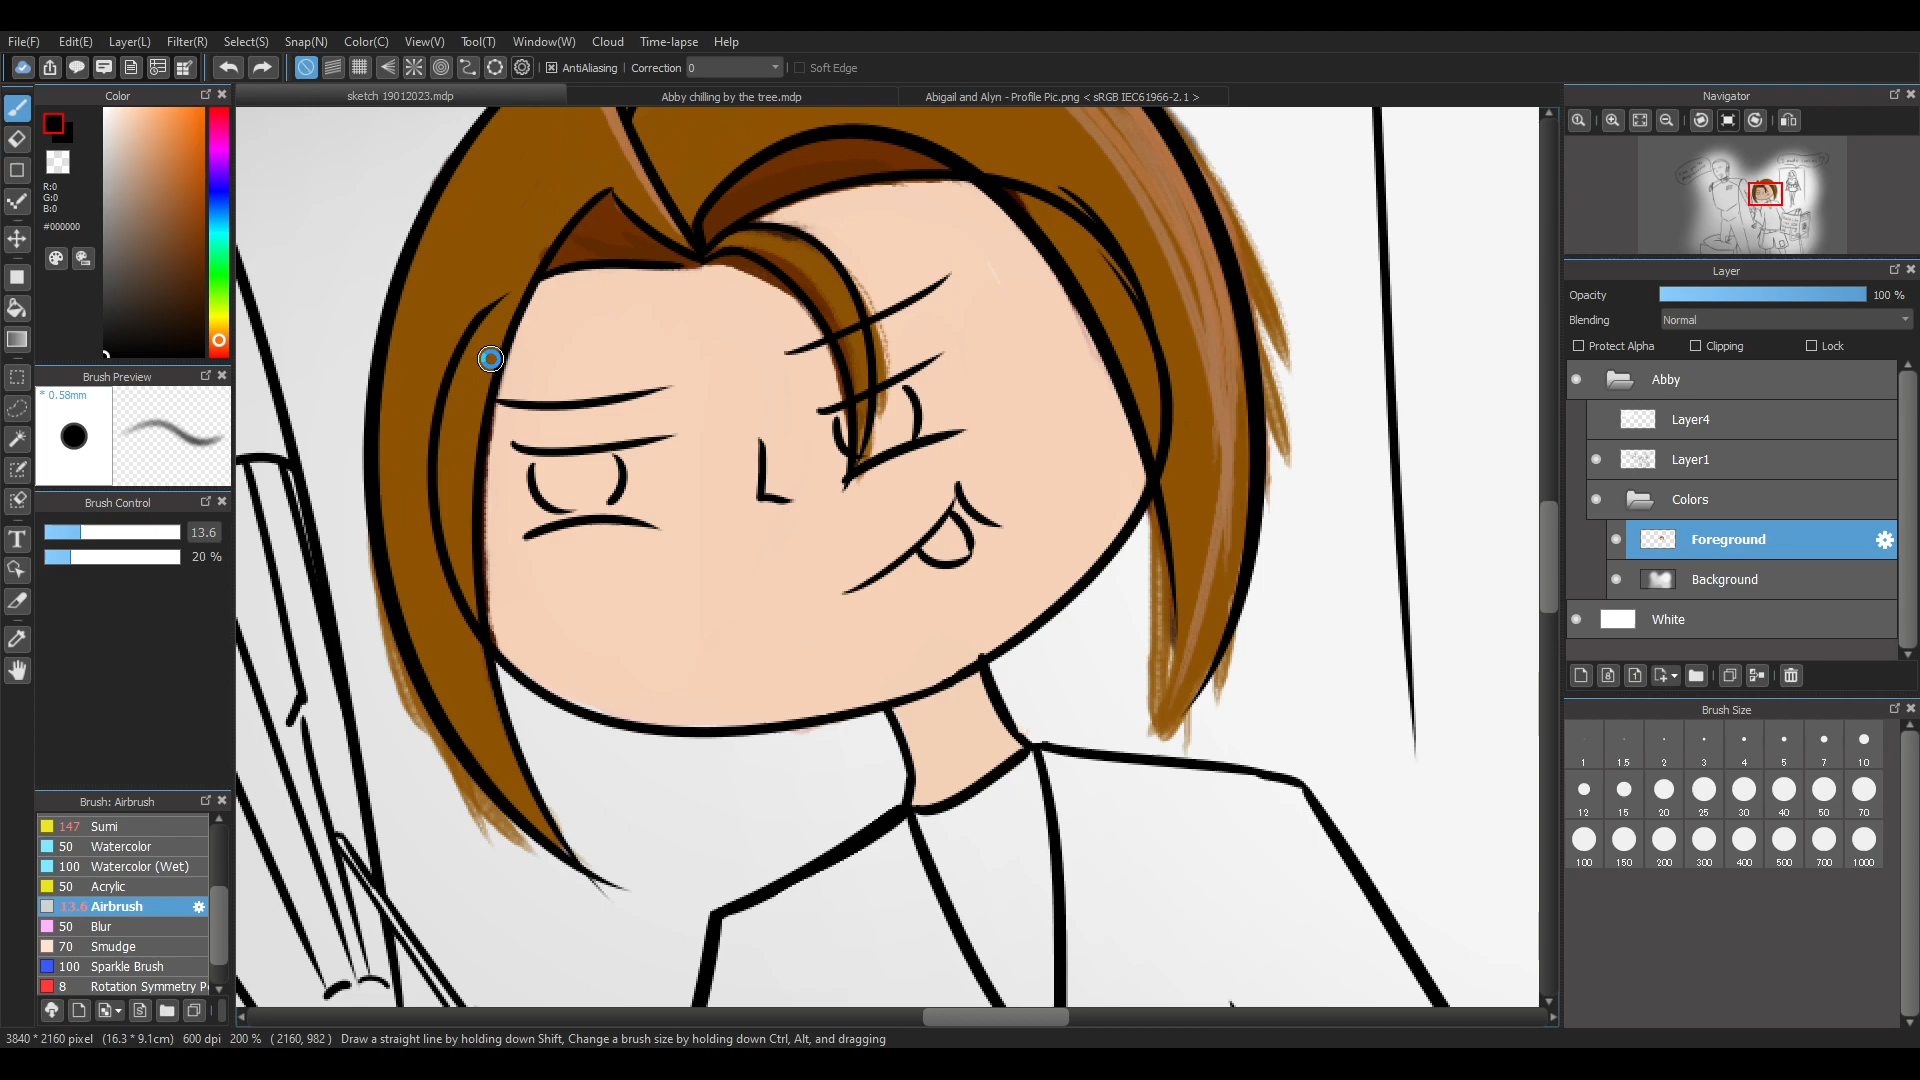 File(F) Edit(E) Layer(L) Filter(R) Select(S) Snap(N) Color(C) View(V) Tool(T) Window(W) Cloud Time-lapse Help
AntiAliasing Correction 0 Soft Edge
Color
sketch 19012023.mdp Abby chilling by the tree.mdp Abigail and Alyn - Profile Pic.png < sRGB IEC61966-2.1 >
R:0
G:0
B:0
#000000
Brush Preview
* 0.58mm
Brush Control
13.6
20 %
Brush: Airbrush
147 Sumi
50 Watercolor
100 Watercolor (Wet)
50 Acrylic
13.6 Airbrush
50 Blur
70 Smudge
100 Sparkle Brush
8 Rotation Symmetry P
Navigator
Layer
Opacity 100 %
Blending Normal
Protect Alpha Clipping Lock
Abby
Layer4
Layer1
Colors
Foreground
Background
White
Brush Size
1 1.5 2 3 4 5 7 10
12 15 20 25 30 40 50 70
100 150 200 300 400 500 700 1000
3840 * 2160 pixel (16.3 * 9.1cm) 600 dpi 200 % ( 2160, 982 ) Draw a straight line by holding down Shift, Change a brush size by holding down Ctrl, Alt, and dragging